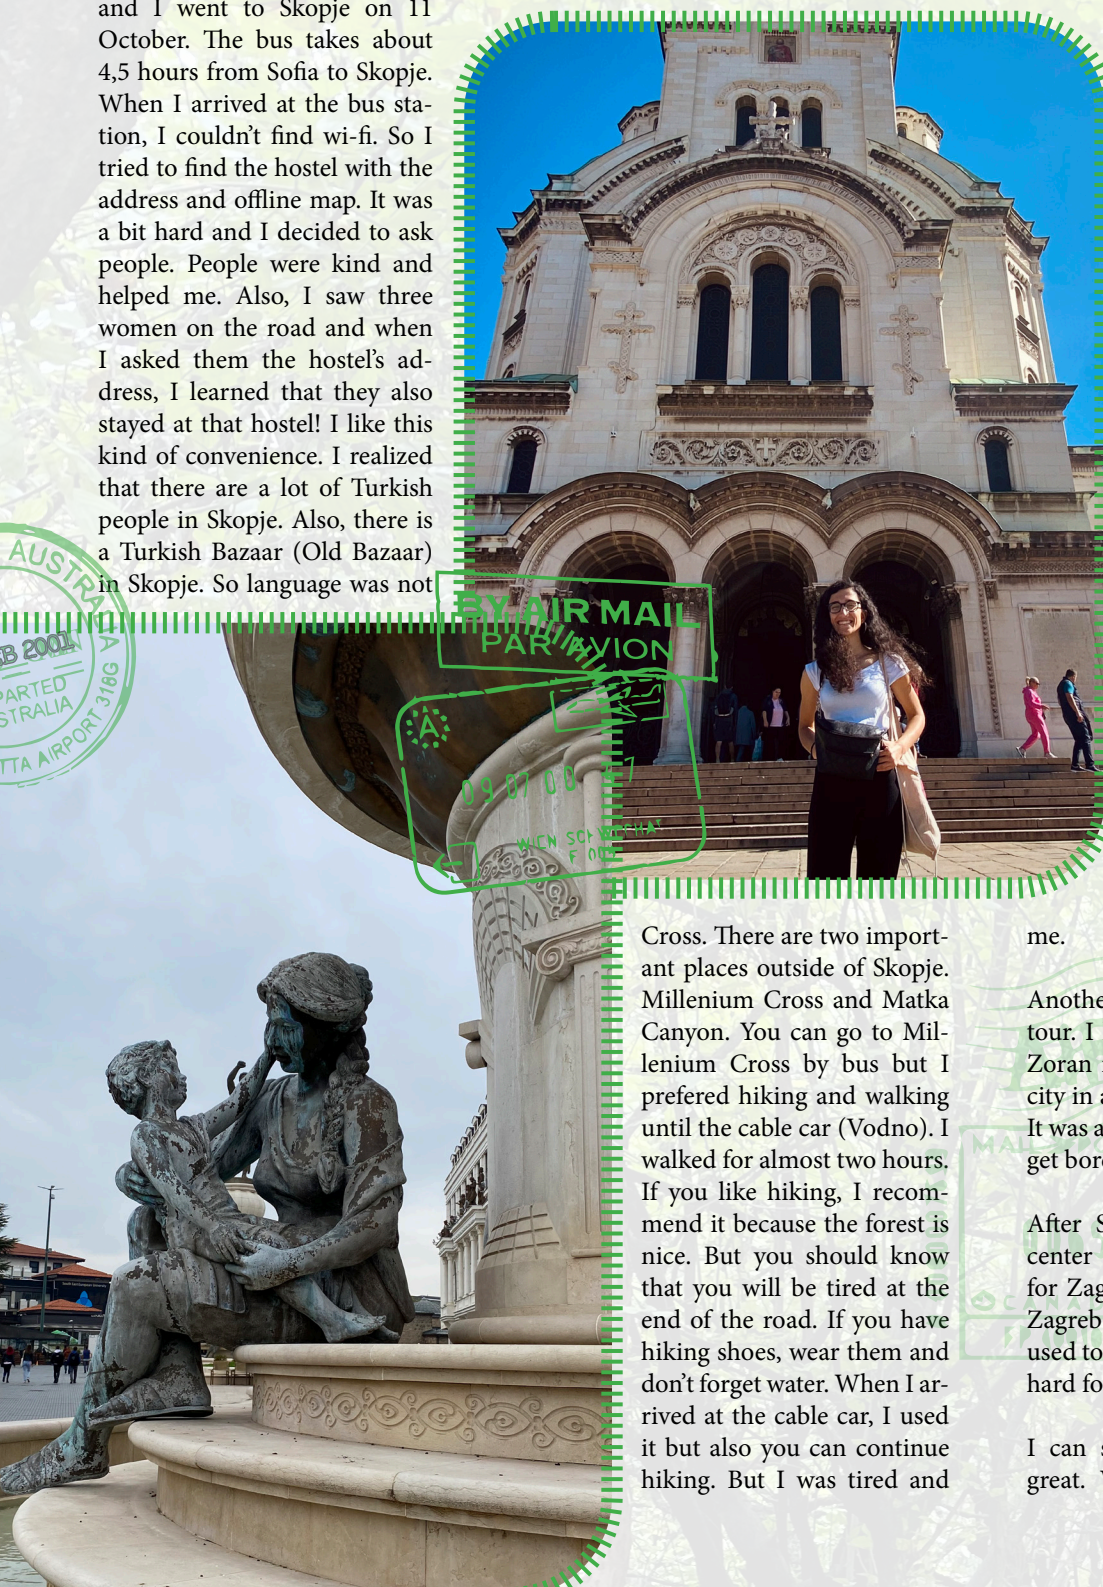 and I went to Skopje on 11
October. The bus takes about
4,5 hours from Sofia to Skopje.
When I arrived at the bus sta-
tion, I couldn't find wi-fi. So I
tried to find the hostel with the
address and offline map. It was
a bit hard and I decided to ask
people. People were kind and
helped me. Also, I saw three
women on the road and when
I asked them the hostel's ad-
dress, I learned that they also
stayed at that hostel! I like this
kind of convenience. I realized
that there are a lot of Turkish
people in Skopje. Also, there is
a Turkish Bazaar (Old Bazaar)
in Skopje. So language was not
BY AIR MAIL
PAR AVION
A
09 07 00
Cross. There are two import-
ant places outside of Skopje.
Millenium Cross and Matka
Canyon. You can go to Mil-
lenium Cross by bus but I
prefered hiking and walking
until the cable car (Vodno). I
walked for almost two hours.
If you like hiking, I recom-
mend it because the forest is
nice. But you should know
that you will be tired at the
end of the road. If you have
hiking shoes, wear them and
don't forget water. When I ar-
rived at the cable car, I used
it but also you can continue
hiking. But I was tired and
me.
Anothe
tour. I
Zoran
city in a
It was a
get bor
After S
center
for Zag
Zagreb
used to
hard fo
I can s
great.